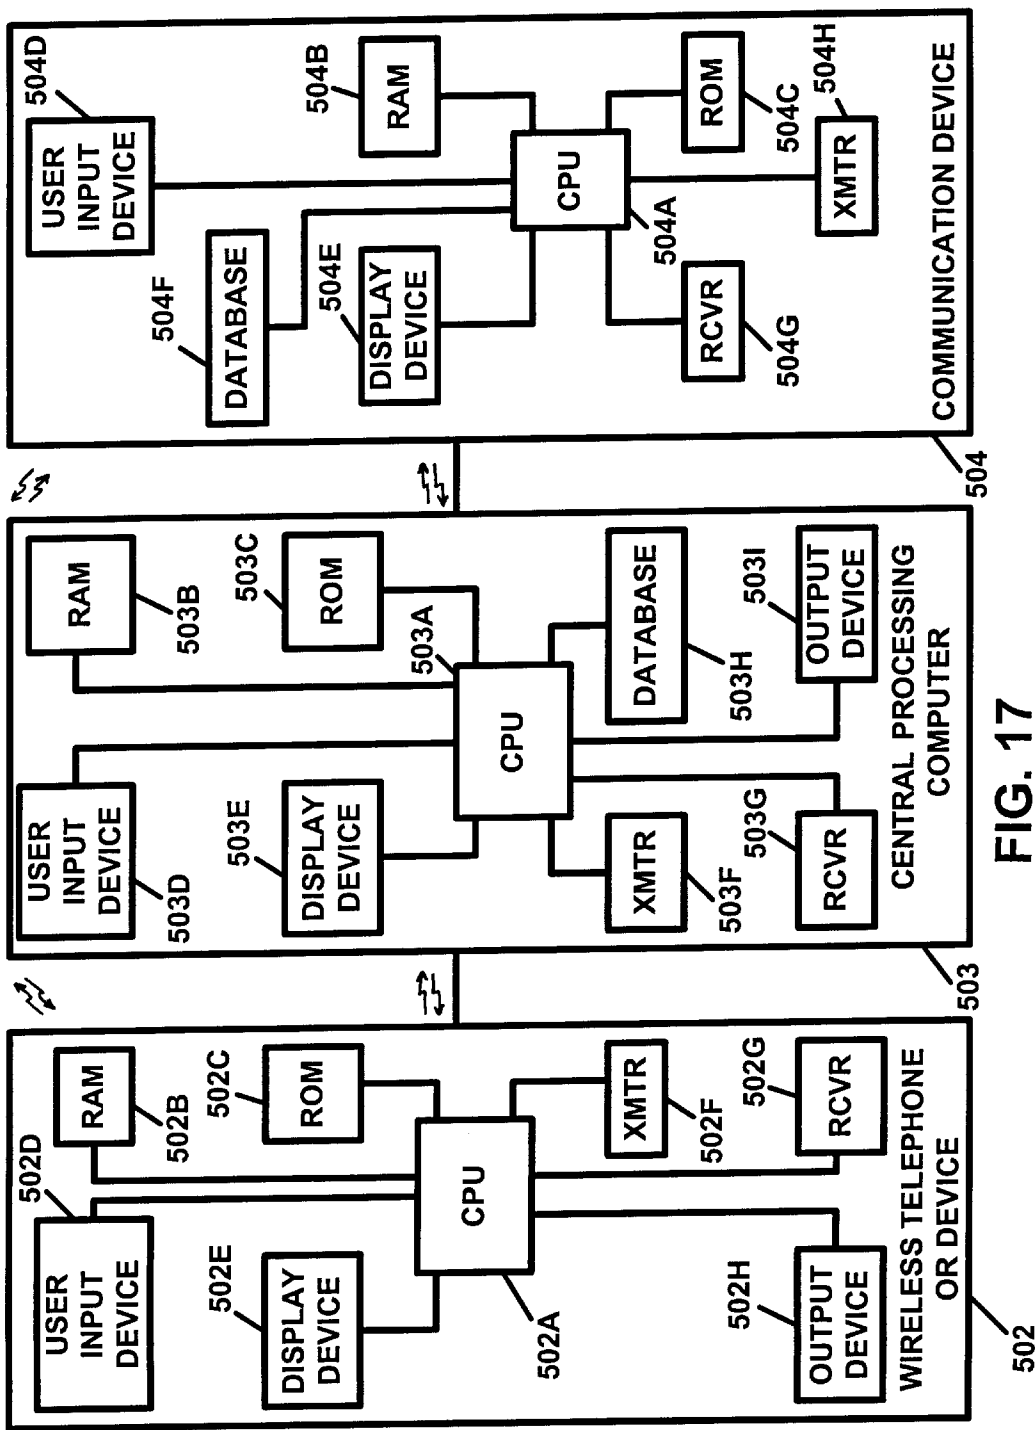 502D
USER
INPUT
DEVICE
RAM
502B
502E
DISPLAY
DEVICE
502C
ROM
CPU
502A
XMTR
502F
502H
OUTPUT
DEVICE
502G
RCVR
WIRELESS TELEPHONE
OR DEVICE
502
USER
INPUT
DEVICE
503D
RAM
503B
503E
DISPLAY
DEVICE
503C
ROM
503A
CPU
XMTR
503F
DATABASE
503H
503G
RCVR
503I
OUTPUT
DEVICE
CENTRAL PROCESSING
COMPUTER
503
504D
USER
INPUT
DEVICE
504F
DATABASE
504E
DISPLAY
DEVICE
504B
RAM
CPU
504A
RCVR
504G
ROM
504C
504H
XMTR
COMMUNICATION DEVICE
504
FIG. 17